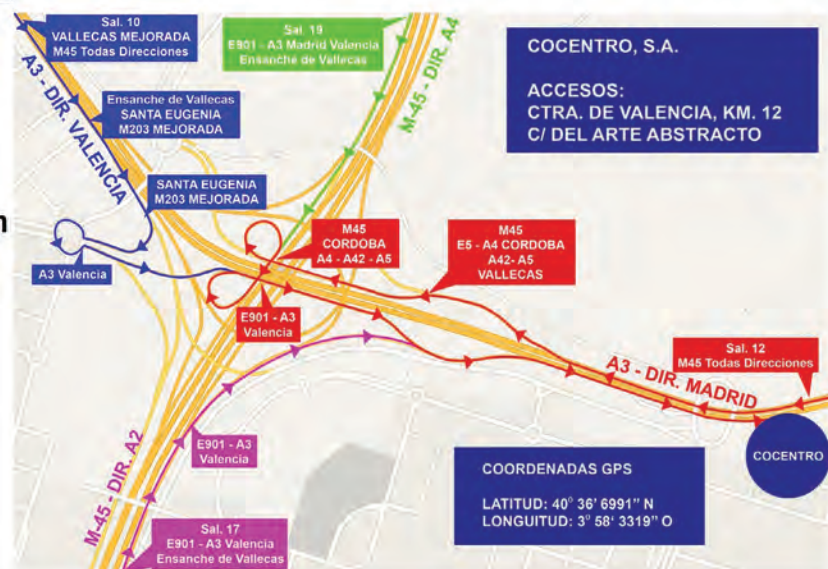 Sal. 10
VALLECAS MEJORADA
M45 Todas Direcciones
Sal. 19
E901 - A3 Madrid Valencia
Ensanche de Vallecas
COCENTRO, S.A.
ACCESOS:
CTRA. DE VALENCIA, KM. 12
C/ DEL ARTE ABSTRACTO
A3 - DIR. VALENCIA
M-45 - DIR. A4
Ensanche de Vallecas
SANTA EUGENIA
M203 MEJORADA
SANTA EUGENIA
M203 MEJORADA
n
A3 Valencia
M45
CORDOBA
A4 - A42 - A5
M45
E5 - A4 CORDOBA
A42- A5
VALLECAS
E901 - A3
Valencia
Sal. 12
M45 Todas Direcciones
A3 - DIR. MADRID
M-45 - DIR. A2
E901 - A3
Valencia
COCENTRO
COORDENADAS GPS
LATITUD: 40° 36' 6991” N
LONGUITUD: 3° 58‘ 3319” O
Sal. 17
E901 - A3 Valencia
Ensanche de Vallecas